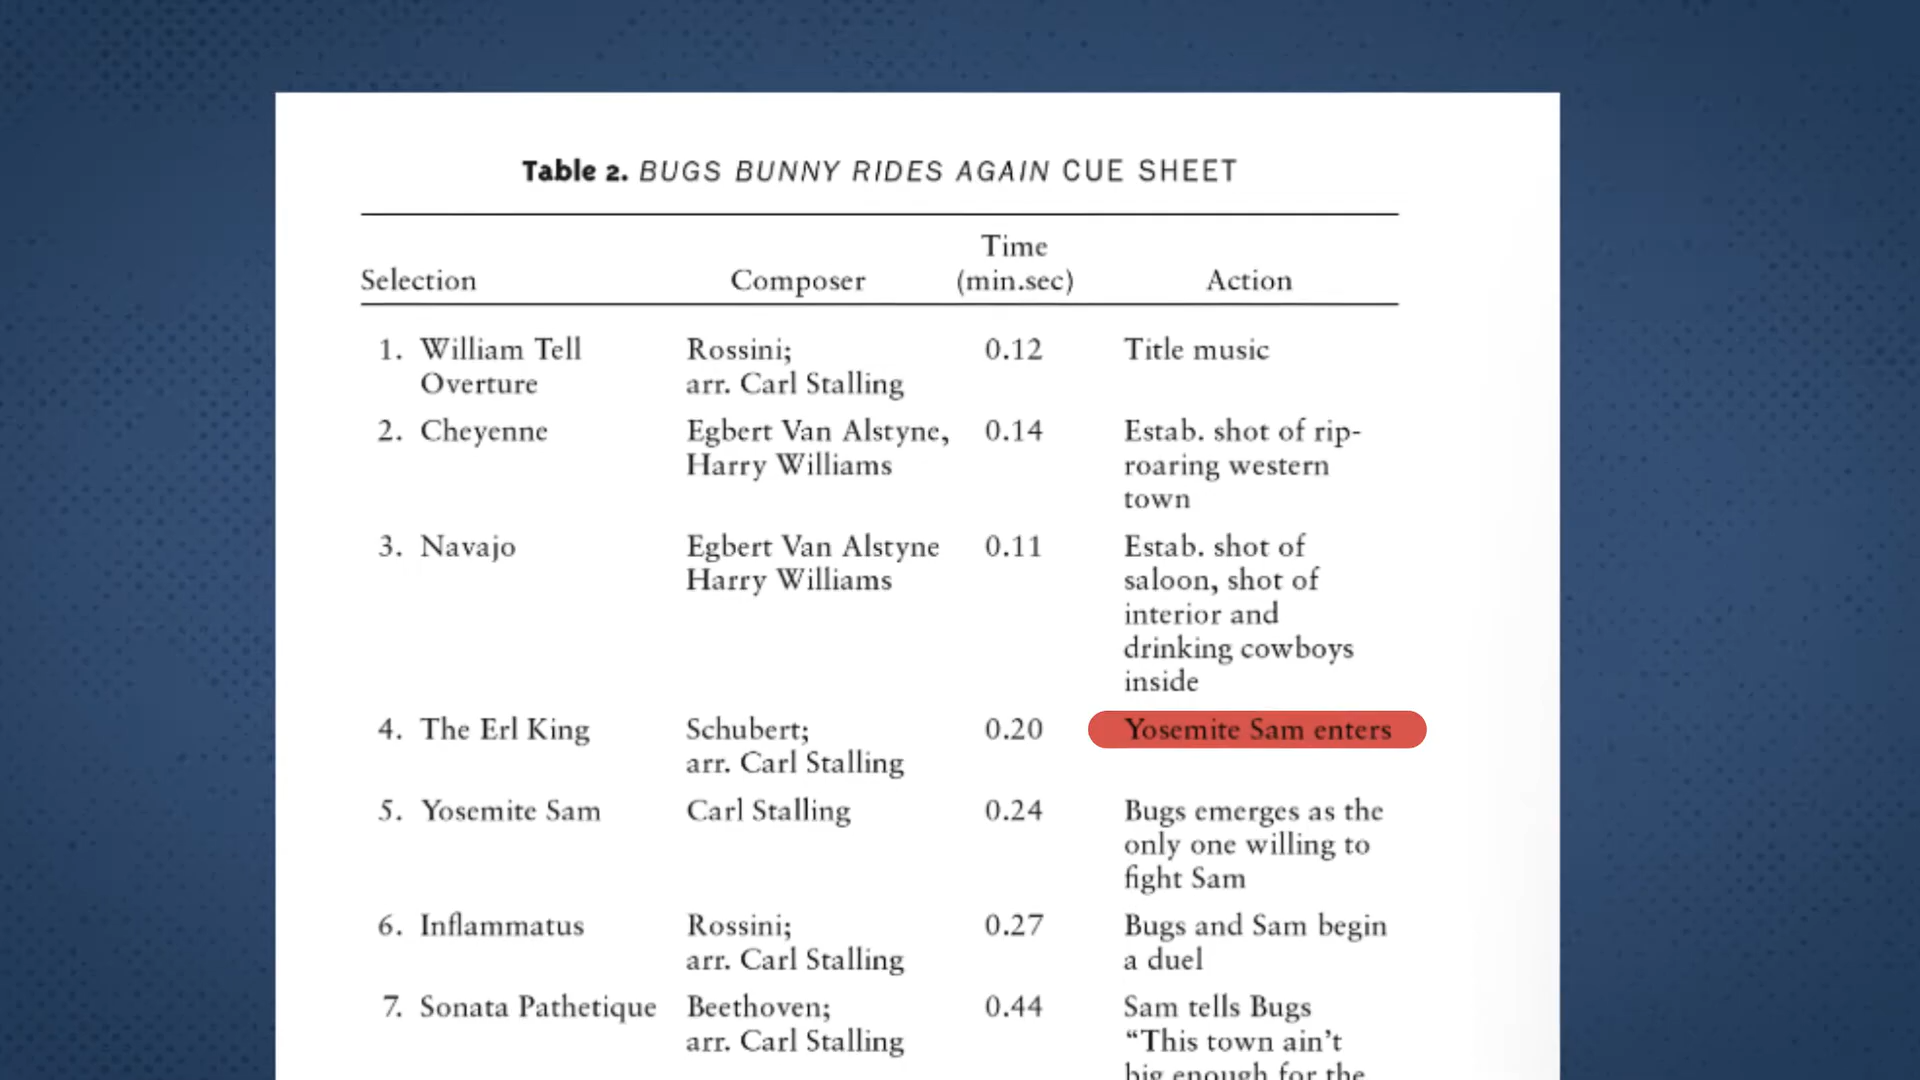 Table 2. BUGS BUNNY RIDES AGAIN CUE SHEET
Time
Selection Composer (min.sec) Action
1. William Tell Rossini; 0.12 Title music
Overture arr. Carl Stalling
2. Cheyenne Egbert Van Alstyne, 0.14 Estab. shot of rip-
Harry Williams roaring western
town
3. Navajo Egbert Van Alstyne 0.11 Estab. shot of
Harry Williams saloon, shot of
interior and
drinking cowboys
inside
4. The Erl King Schubert; 0.20 Yosemite Sam enters
arr. Carl Stalling
5. Yosemite Sam Carl Stalling 0.24 Bugs emerges as the
only one willing to
fight Sam
6. Inflammatus Rossini; 0.27 Bugs and Sam begin
arr. Carl Stalling a duel
7. Sonata Pathetique Beethoven; 0.44 Sam tells Bugs
arr. Carl Stalling “This town ain’t
big enough for the